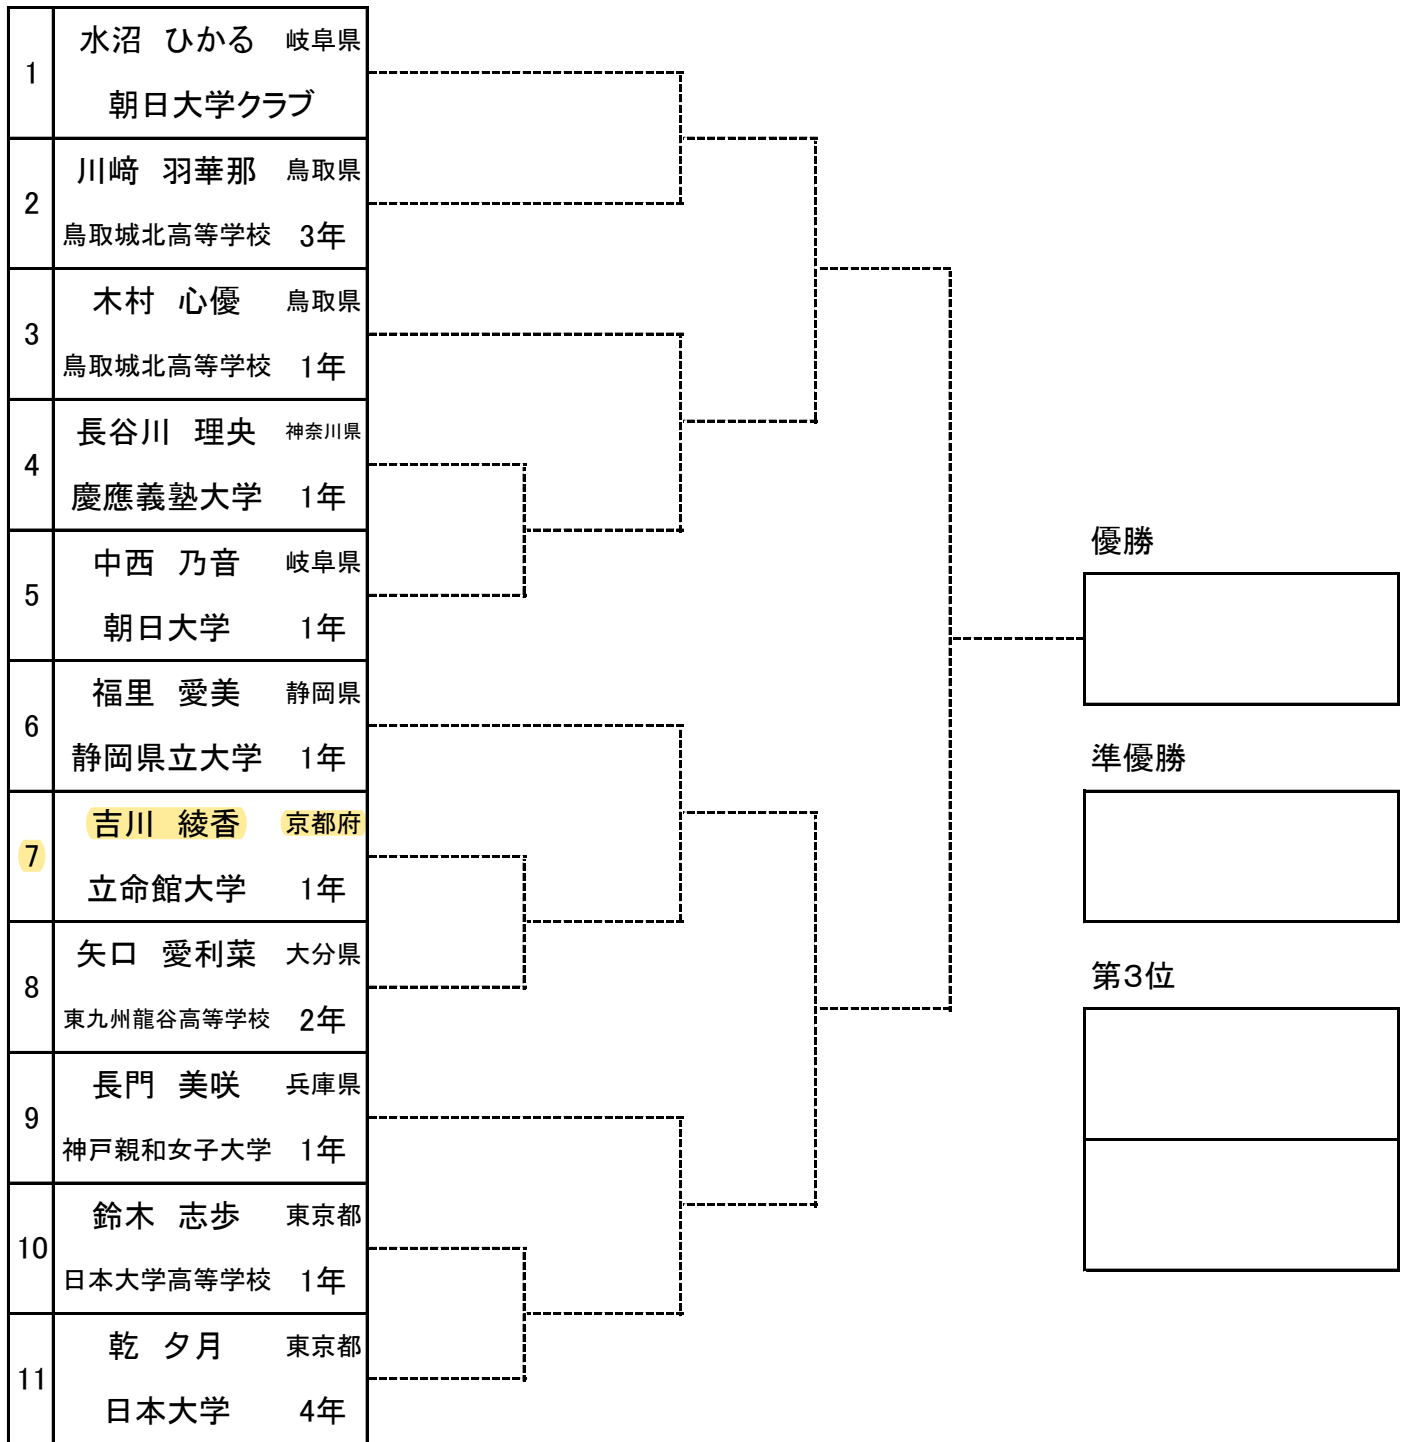 1
水沼 ひかる 岐阜県
朝日大学クラブ
2
川﨑 羽華那 鳥取県
鳥取城北高等学校 3年
3
木村 心優 鳥取県
鳥取城北高等学校 1年
4
長谷川 理央 神奈川県
慶應義塾大学 1年
5
中西 乃音 岐阜県
朝日大学 1年
6
福里 愛美 静岡県
静岡県立大学 1年
7
吉川 綾香 京都府
立命館大学 1年
8
矢口 愛利菜 大分県
東九州龍谷高等学校 2年
9
長門 美咲 兵庫県
神戸親和女子大学 1年
10
鈴木 志歩 東京都
日本大学高等学校 1年
11
乾 夕月 東京都
日本大学 4年
優勝
準優勝
第3位